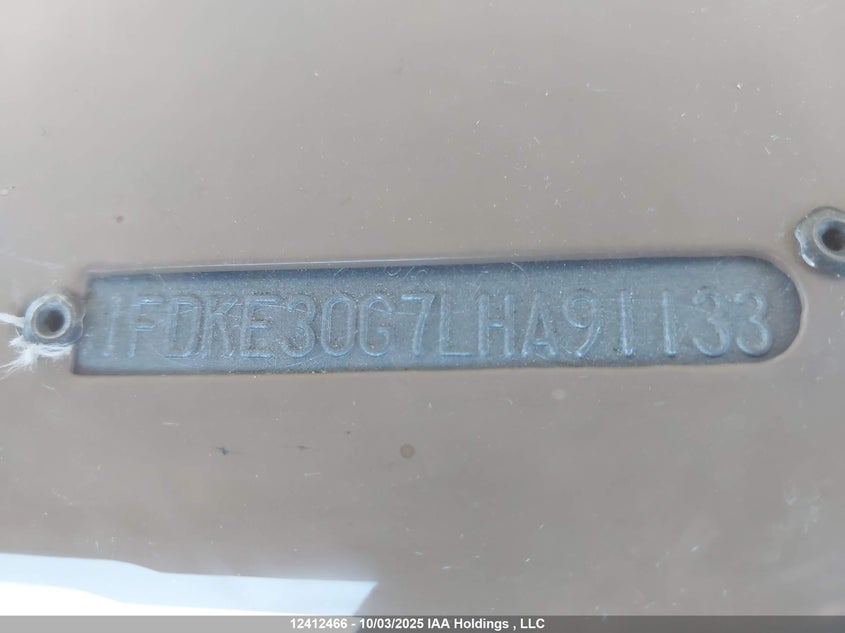 1FDKE30G7LHA91133
12412466 - 10/03/2025 IAA Holdings , LLC